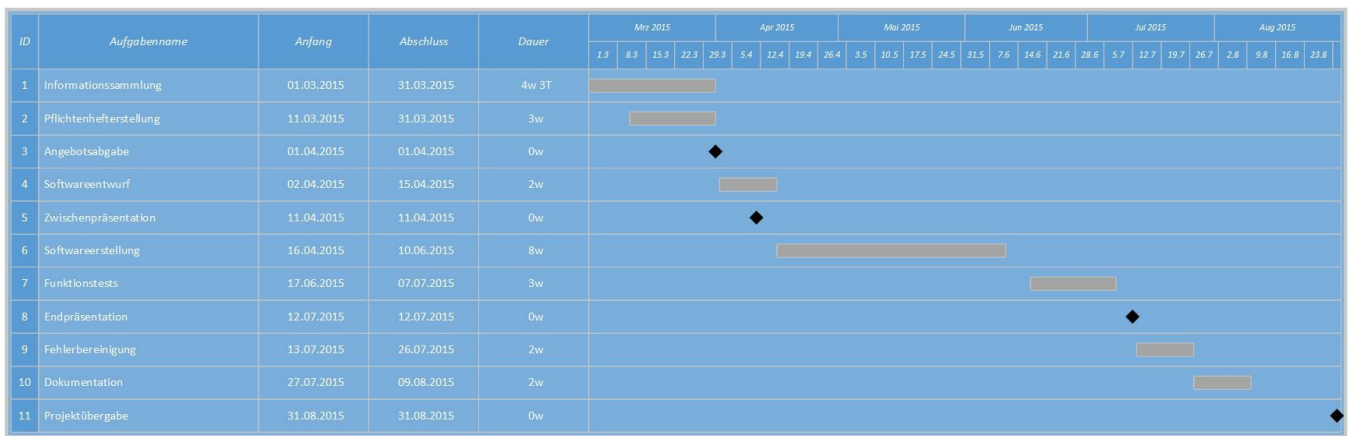 ID Aufgabenname Anfang Abschluss Dauer Mrz 2015 Apr 2015 Mai 2015 Jun 2015 Jul 2015 Aug 2015
1.3 8.3 15.3 22.3 29.3 5.4 12.4 19.4 26.4 3.5 10.5 17.5 24.5 31.5 7.6 14.6 21.6 28.6 5.7 12.7 19.7 26.7 2.8 9.8 16.8 23.8
1 Informationssammlung 01.03.2015 31.03.2015 4w 3T
2 Pflichtenhefterstellung 11.03.2015 31.03.2015 3w
3 Angebotsabgabe 01.04.2015 01.04.2015 0w
4 Softwareentwurf 02.04.2015 15.04.2015 2w
5 Zwischenpräsentation 11.04.2015 11.04.2015 0w
6 Softwareerstellung 16.04.2015 10.06.2015 8w
7 Funktionstests 17.06.2015 07.07.2015 3w
8 Endpräsentation 12.07.2015 12.07.2015 0w
9 Fehlerbereinigung 13.07.2015 26.07.2015 2w
10 Dokumentation 27.07.2015 09.08.2015 2w
11 Projektübergabe 31.08.2015 31.08.2015 0w